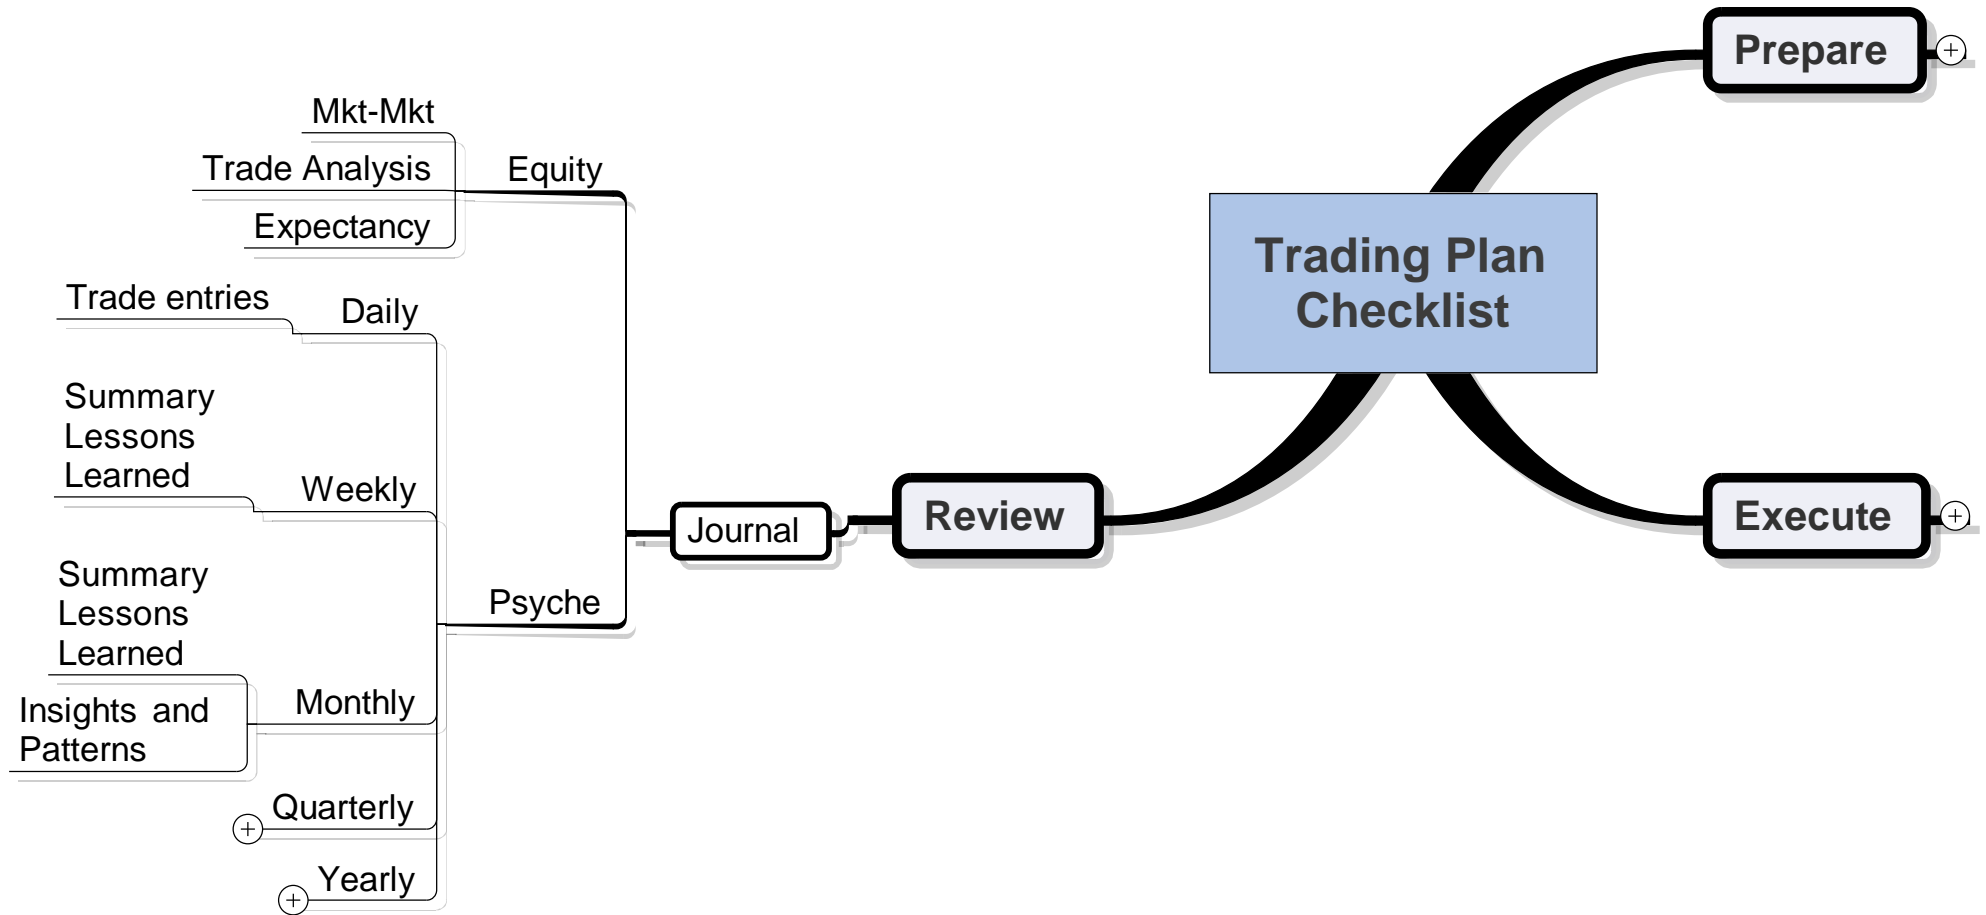 Prepare
Mkt-Mkt
Trade Analysis
Equity
Expectancy
Trading Plan
Checklist
Trade entries
Daily
Summary
Lessons
Learned
Weekly
Journal
Review
Execute
Summary
Lessons
Learned
Psyche
Monthly
Insights and
Patterns
Quarterly
Yearly